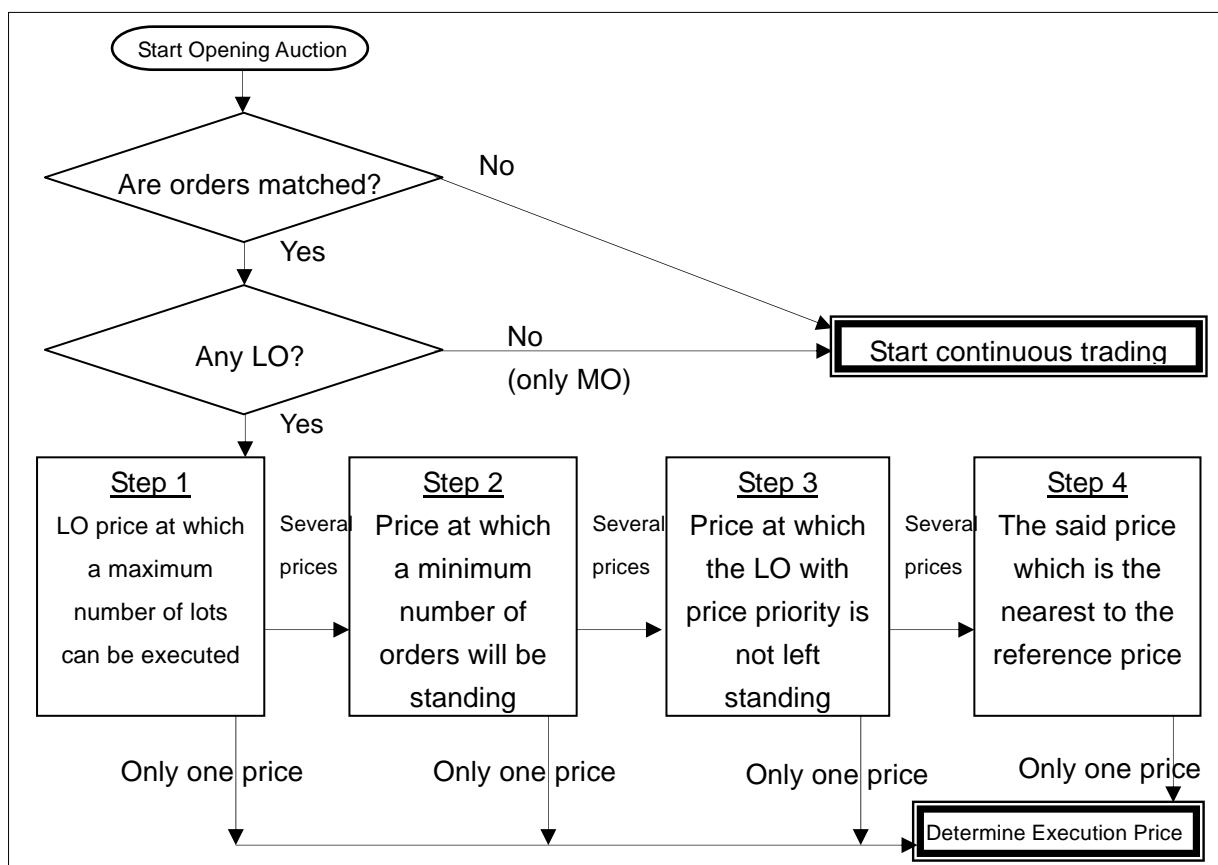 Start Opening Auction
Are orders matched?
No
Yes
Any LO?
No
(only MO)
Start continuous trading
Yes
Step 1
LO price at which
a maximum
number of lots
can be executed
Several
prices
Step 2
Price at which
a minimum
number of
orders will be
standing
Several
prices
Step 3
Price at which
the LO with
price priority is
not left
standing
Several
prices
Step 4
The said price
which is the
nearest to the
reference price
Only one price
Only one price
Only one price
Only one price
Determine Execution Price